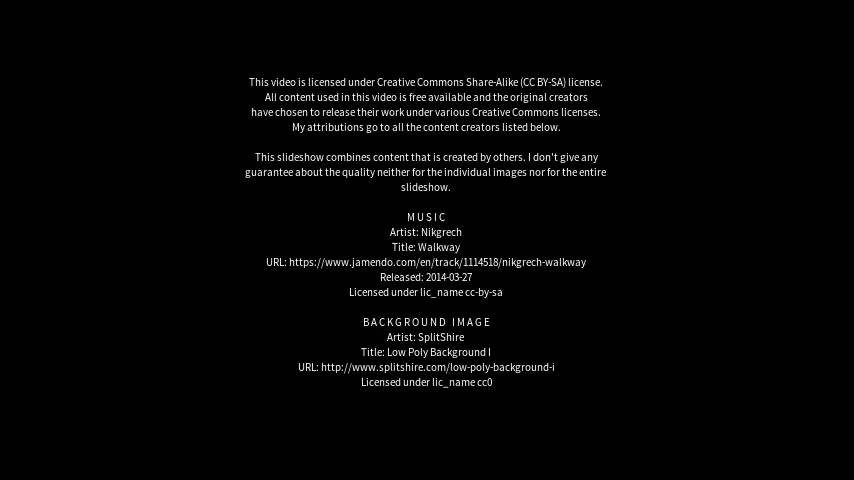 This video is licensed under Creative Commons Share-Alike (CC BY-SA) license.
All content used in this video is free available and the original creators
have chosen to release their work under various Creative Commons licenses.
My attributions go to all the content creators listed below.
This slideshow combines content that is created by others. I don't give any
guarantee about the quality neither for the individual images nor for the entire
slideshow.
MUSIC
Artist: Nikgrech
Title: Walkway
URL: https://www.jamendo.com/en/track/1114518/nikgrech-walkway
Released: 2014-03-27
Licensed under lic_name cc-by-sa
BACKGROUND IMAGE
Artist: SplitShire
Title: Low Poly Background I
URL: http://www.splitshire.com/low-poly-background-i
Licensed under lic_name cc0